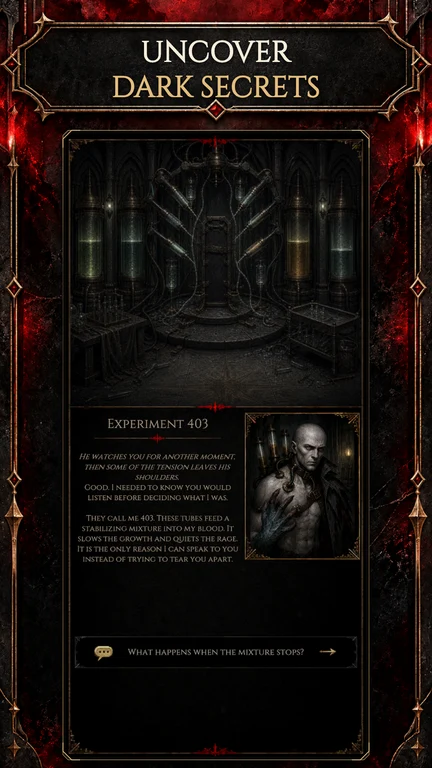 UNCOVER
DARK SECRETS
EXPERIMENT 403
HE WATCHES YOU FOR ANOTHER MOMENT,
THEN SOME OF THE TENSION LEAVES HIS
SHOULDERS.
GOOD. I NEEDED TO KNOW YOU WOULD
LISTEN BEFORE DECIDING WHAT I WAS.
THEY CALL ME 403. THESE TUBES FEED A
STABILIZING MIXTURE INTO MY BLOOD. IT
SLOWS THE GROWTH AND QUIETS THE RAGE.
IT IS THE ONLY REASON I CAN SPEAK TO YOU
INSTEAD OF TRYING TO TEAR YOU APART.
WHAT HAPPENS WHEN THE MIXTURE STOPS?